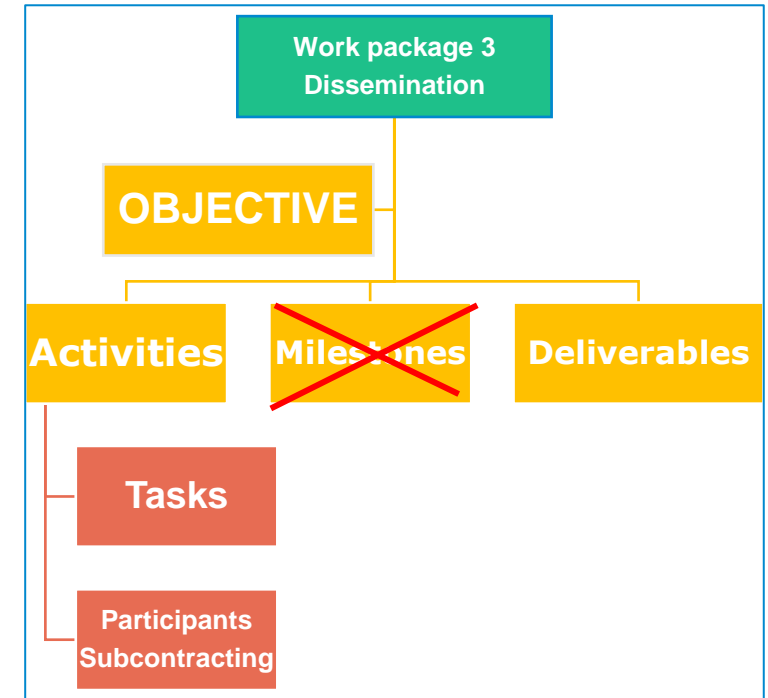 Work package 3
Dissemination
OBJECTIVE
Activities
Milestones
Deliverables
Tasks
Participants
Subcontracting